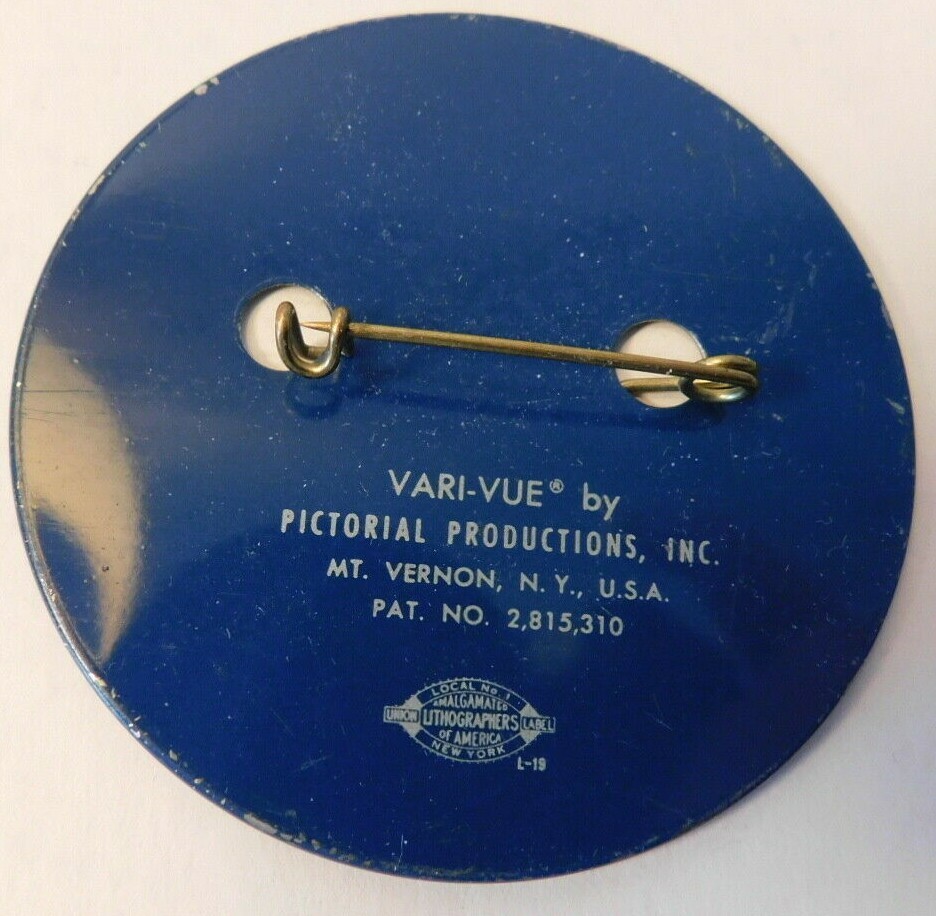 VARI-VUE® by
PICTORIAL PRODUCTIONS, INC.
MT. VERNON, N. Y., U.S.A.
PAT. NO. 2,815,310
LOCAL No. 1
AMALGAMATED
UNION LITHOGRAPHERS LABEL
OF AMERICA
NEW YORK
L-19